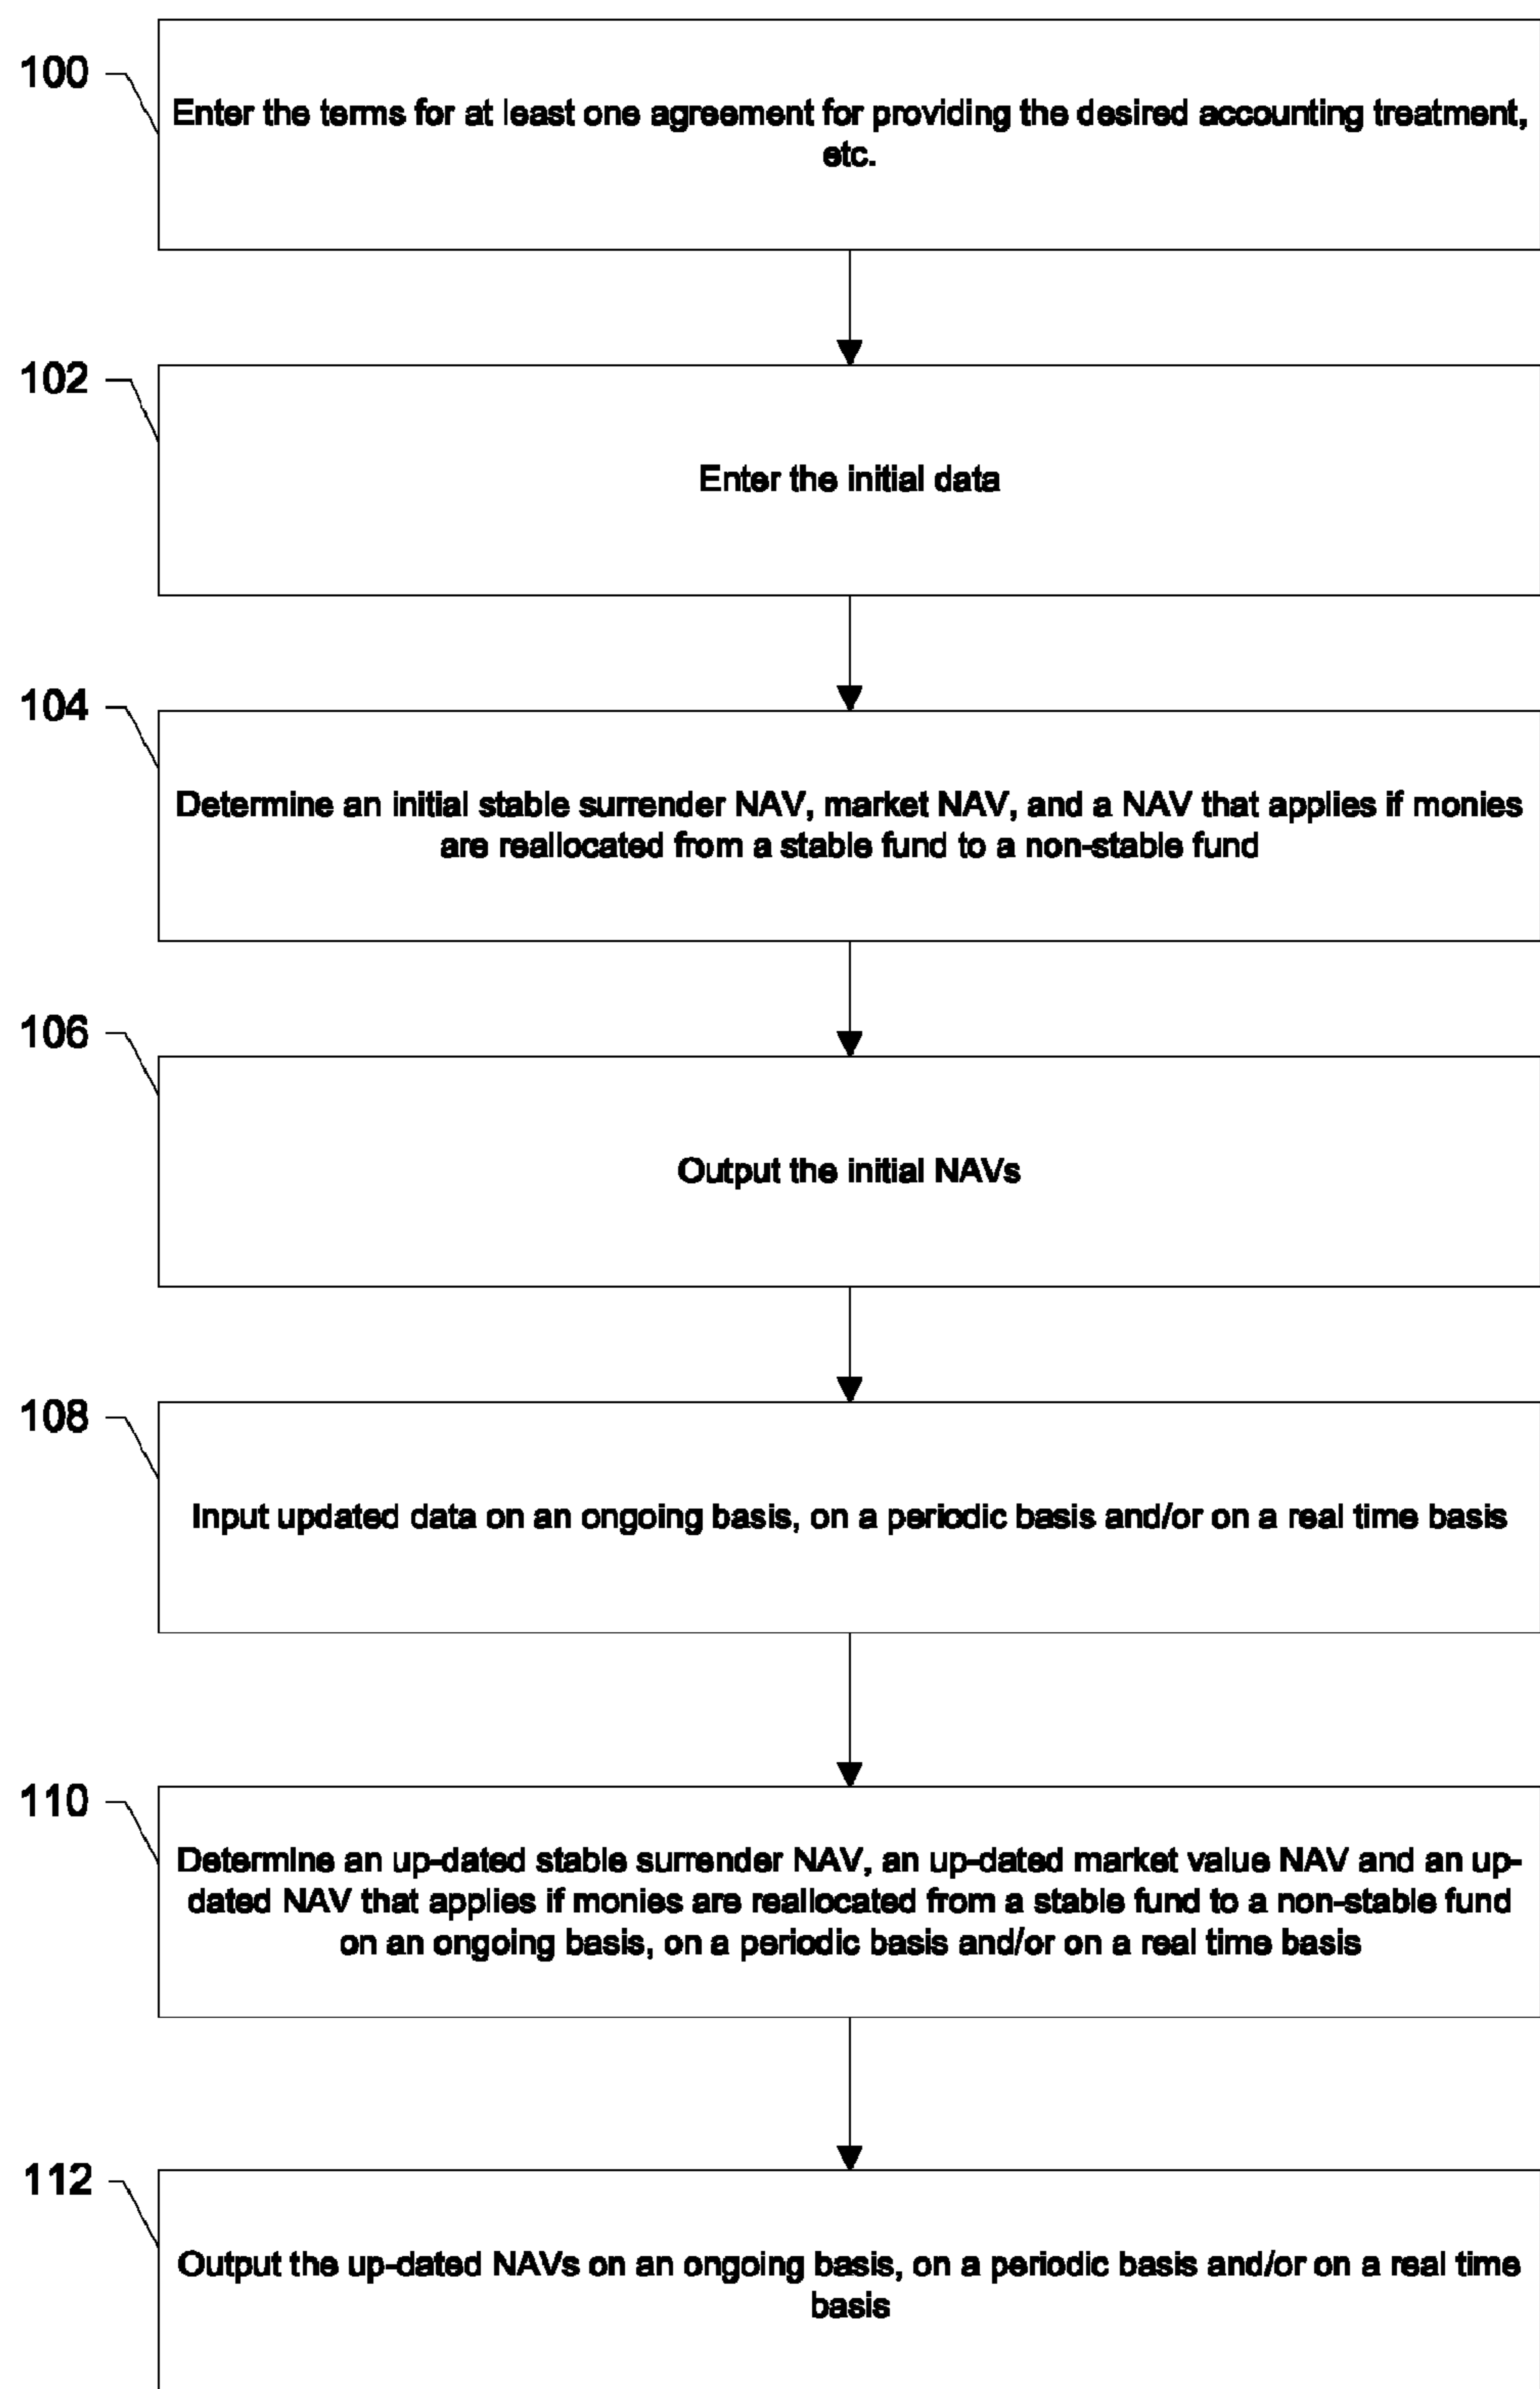 100
Enter the terms for at least one agreement for providing the desired accounting treatment,
etc.
102
Enter the initial data
104
Determine an initial stable surrender NAV, market NAV, and a NAV that applies if monies
are reallocated from a stable fund to a non-stable fund
106
Output the initial NAVs
108
Input updated data on an ongoing basis, on a periodic basis and/or on a real time basis
110
Determine an up-dated stable surrender NAV, an up-dated market value NAV and an up-
dated NAV that applies if monies are reallocated from a stable fund to a non-stable fund
on an ongoing basis, on a periodic basis and/or on a real time basis
112
Output the up-dated NAVs on an ongoing basis, on a periodic basis and/or on a real time
basis